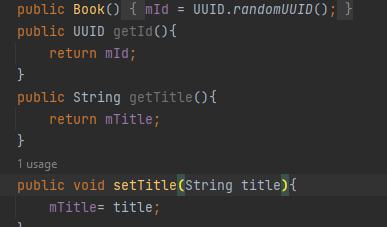 public Book() { mId = UUID.randomUUID(); }
public UUID getId(){
return mId;
}
public String getTitle(){
return mTitle;
}
1 usage
public void setTitle(String title){
mTitle= title;
}